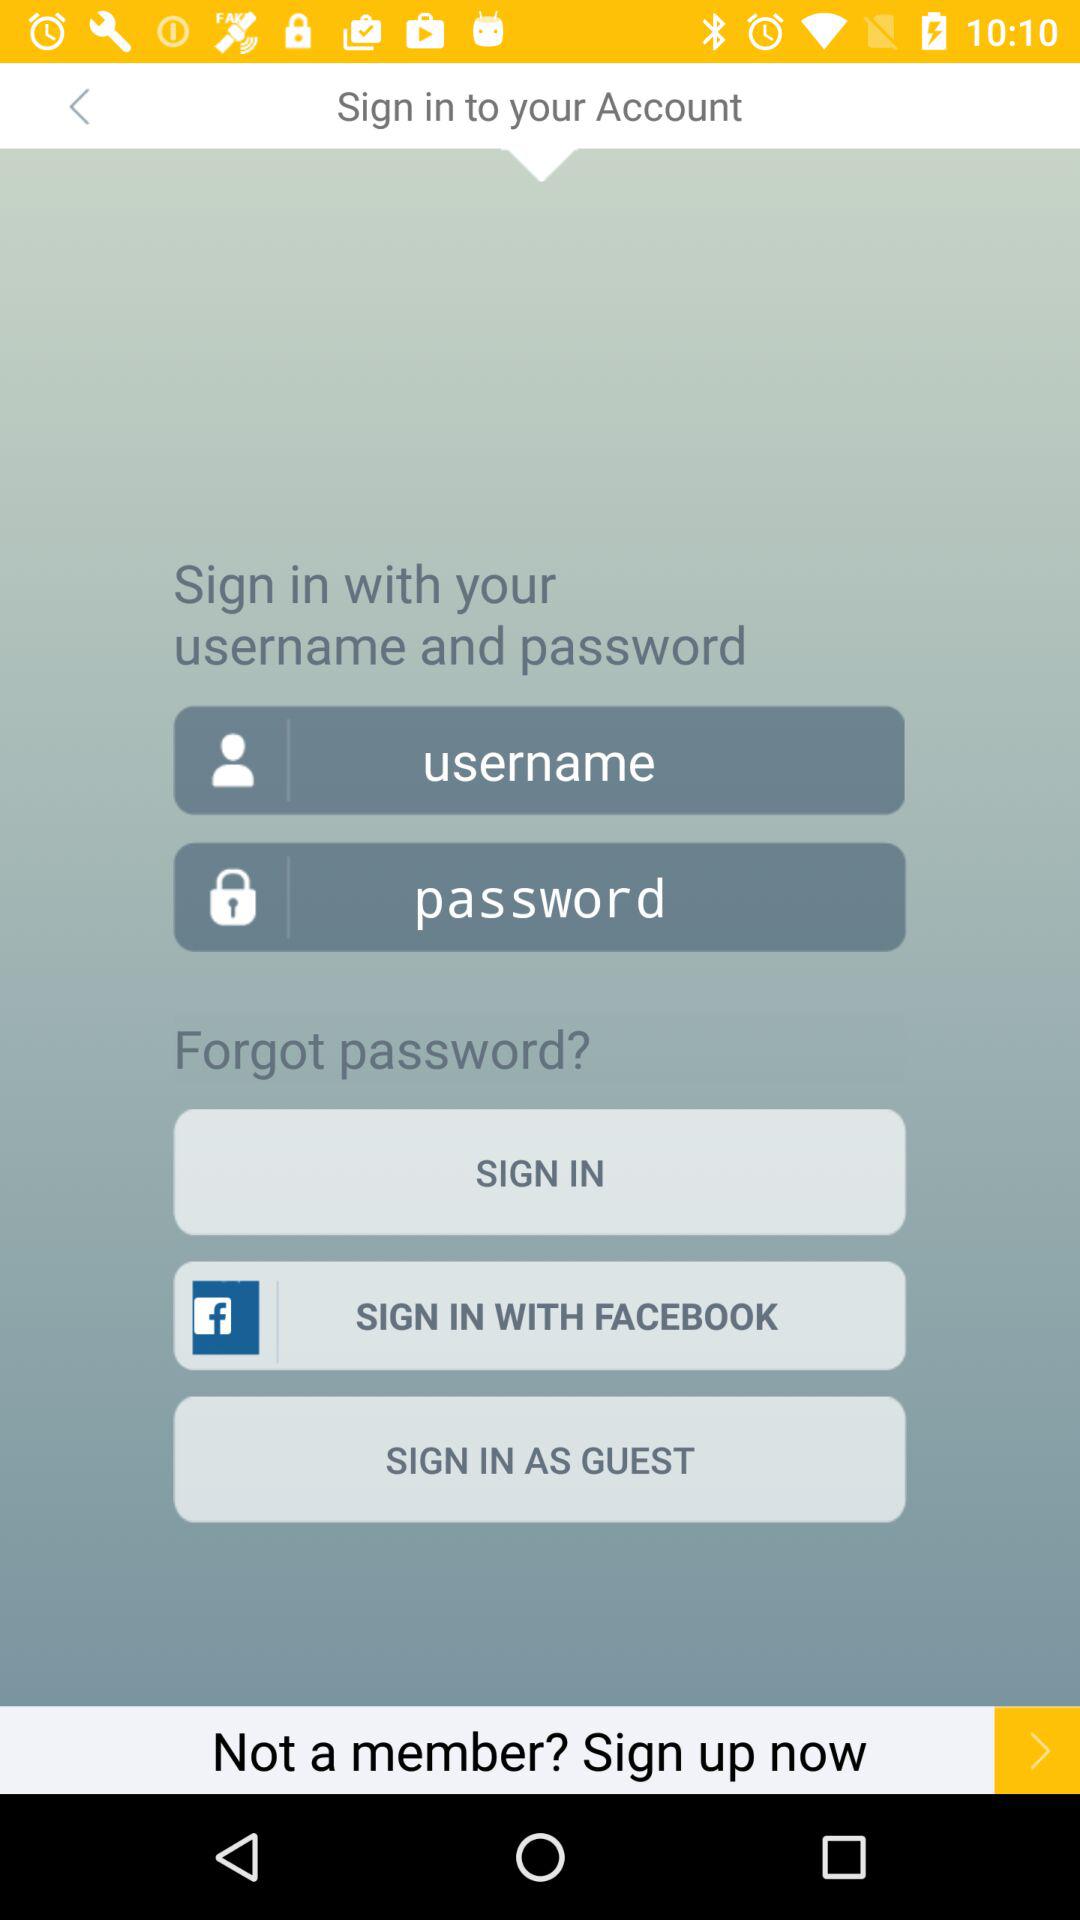 FAKE
10:10
Sign in to your Account
Sign in with your
username and password
username
password
Forgot password?
SIGN IN
SIGN IN WITH FACEBOOK
SIGN IN AS GUEST
Not a member? Sign up now